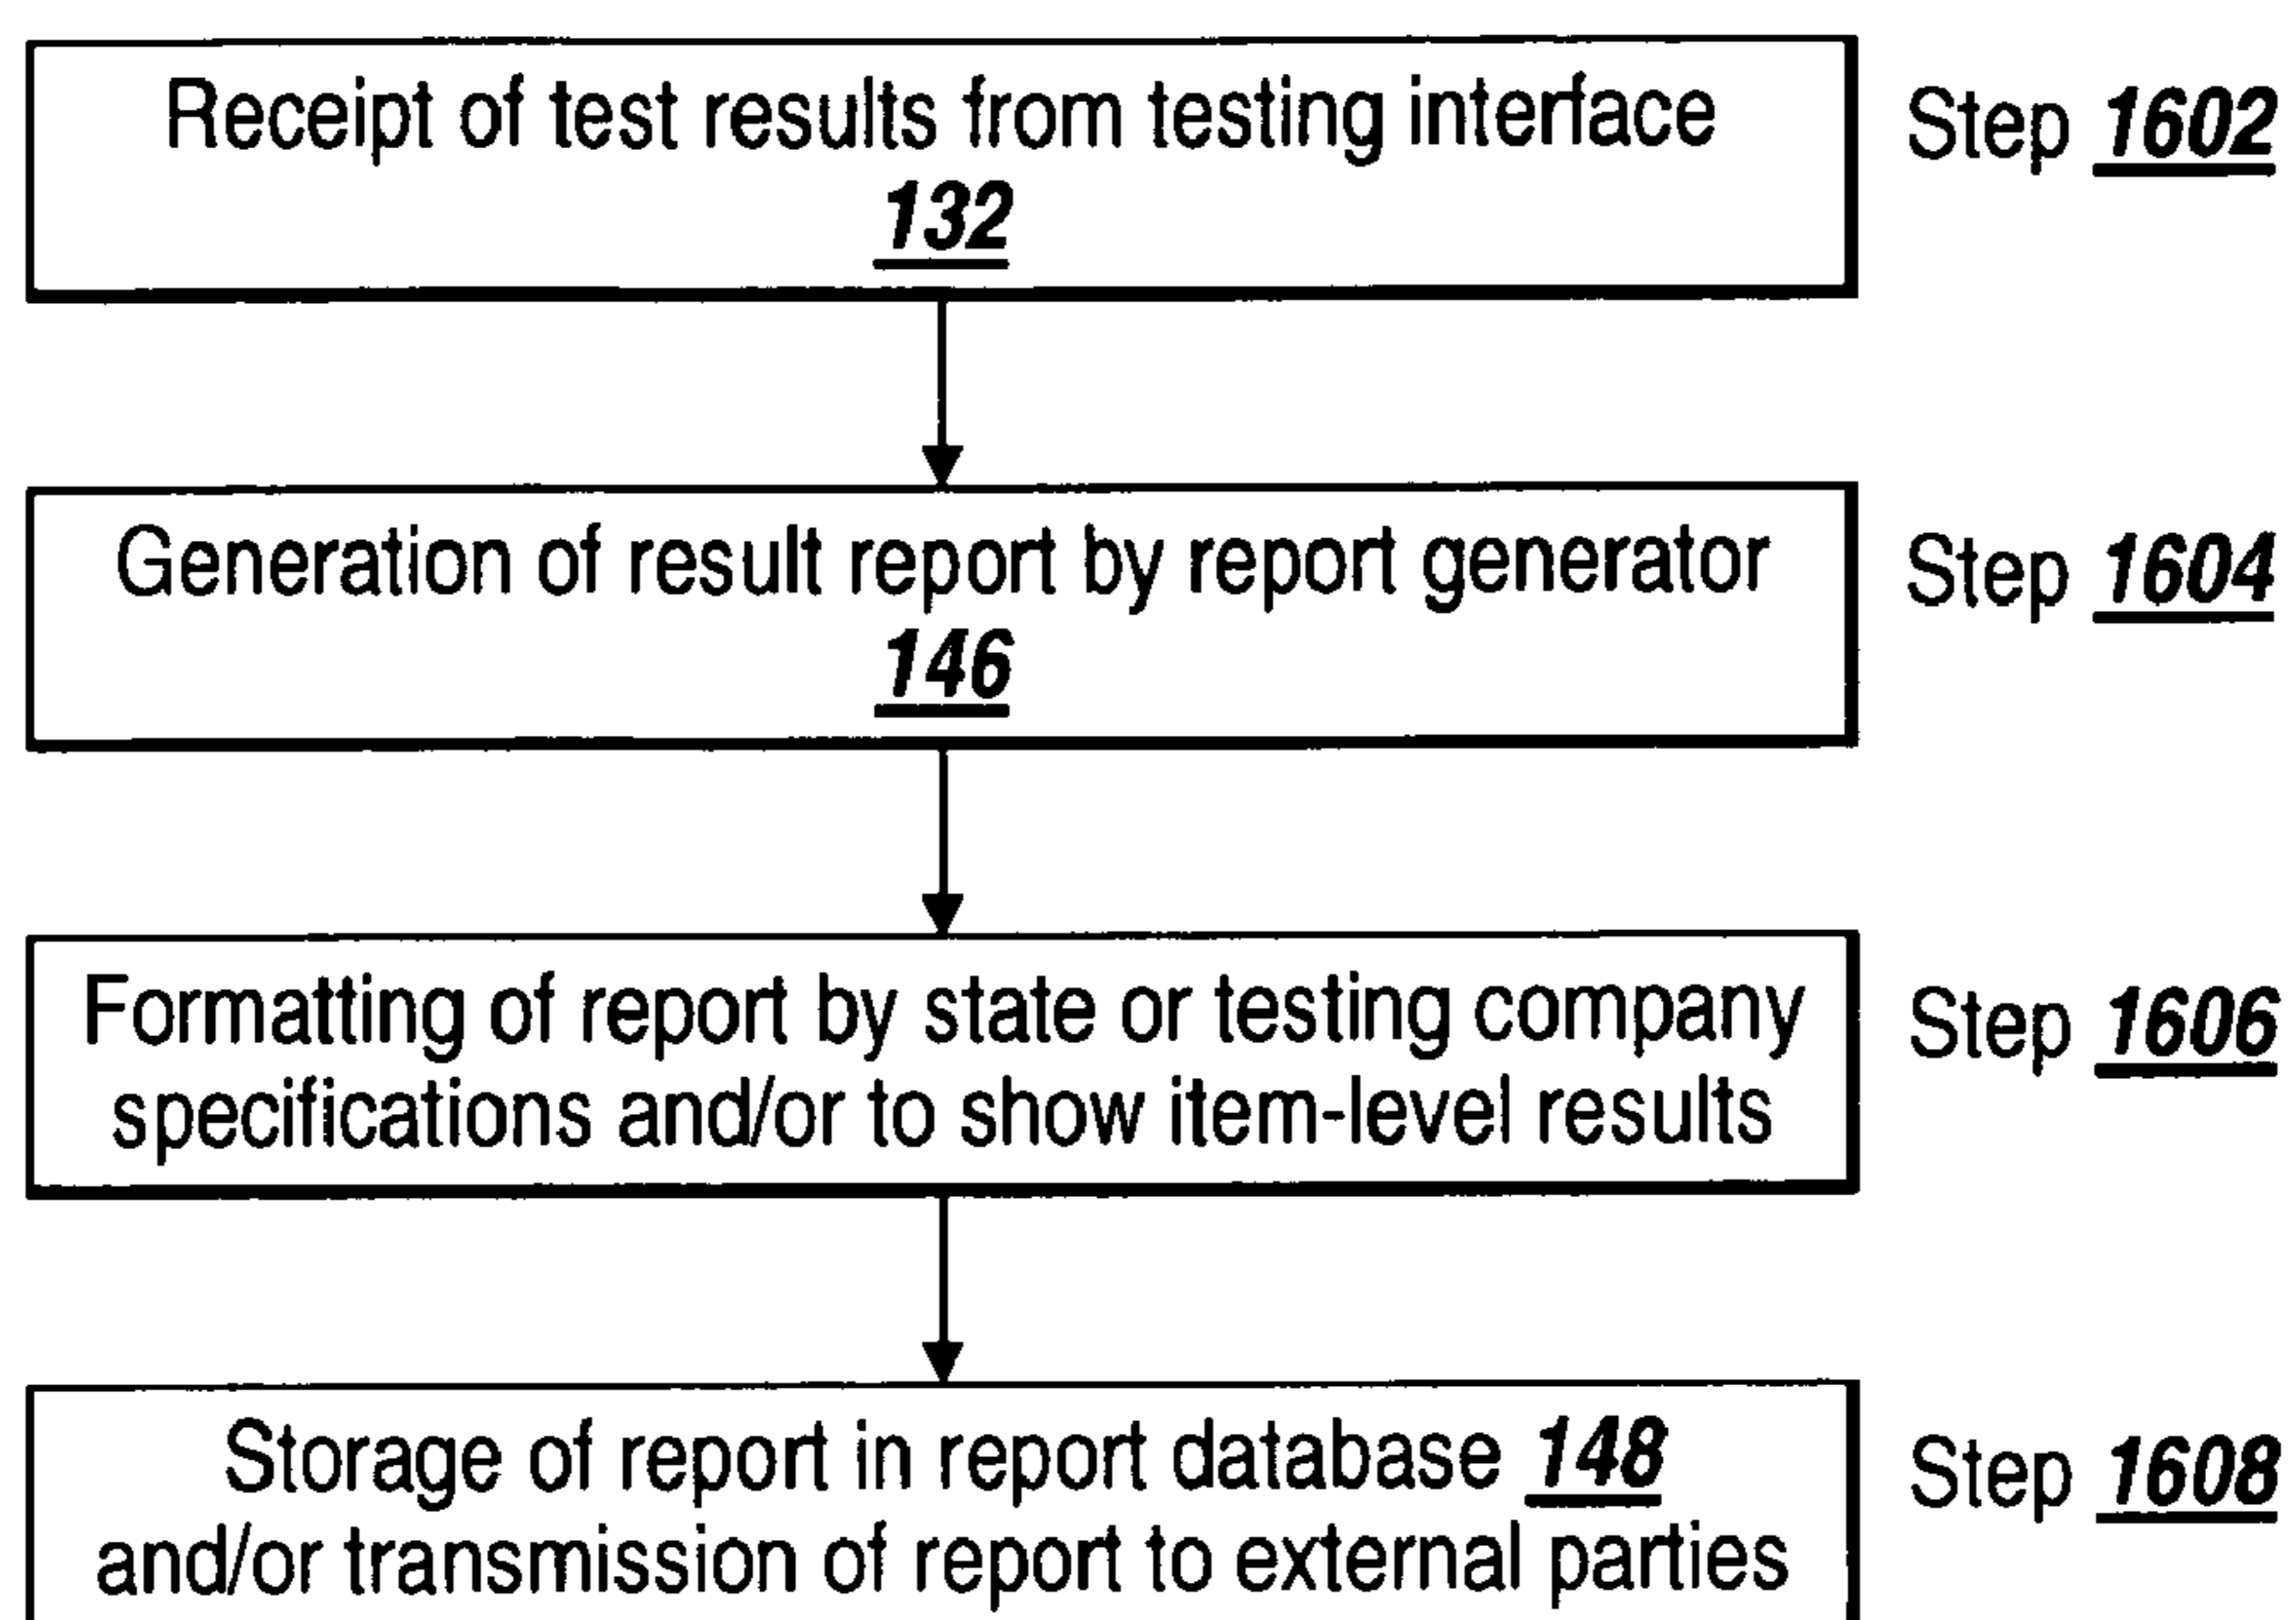 Receipt of test results from testing interface
132
Step 1602
Generation of result report by report generator
146
Step 1604
Formatting of report by state or testing company
specifications and/or to show item-level results
Step 1606
Storage of report in report database 148
and/or transmission of report to external parties
Step 1608